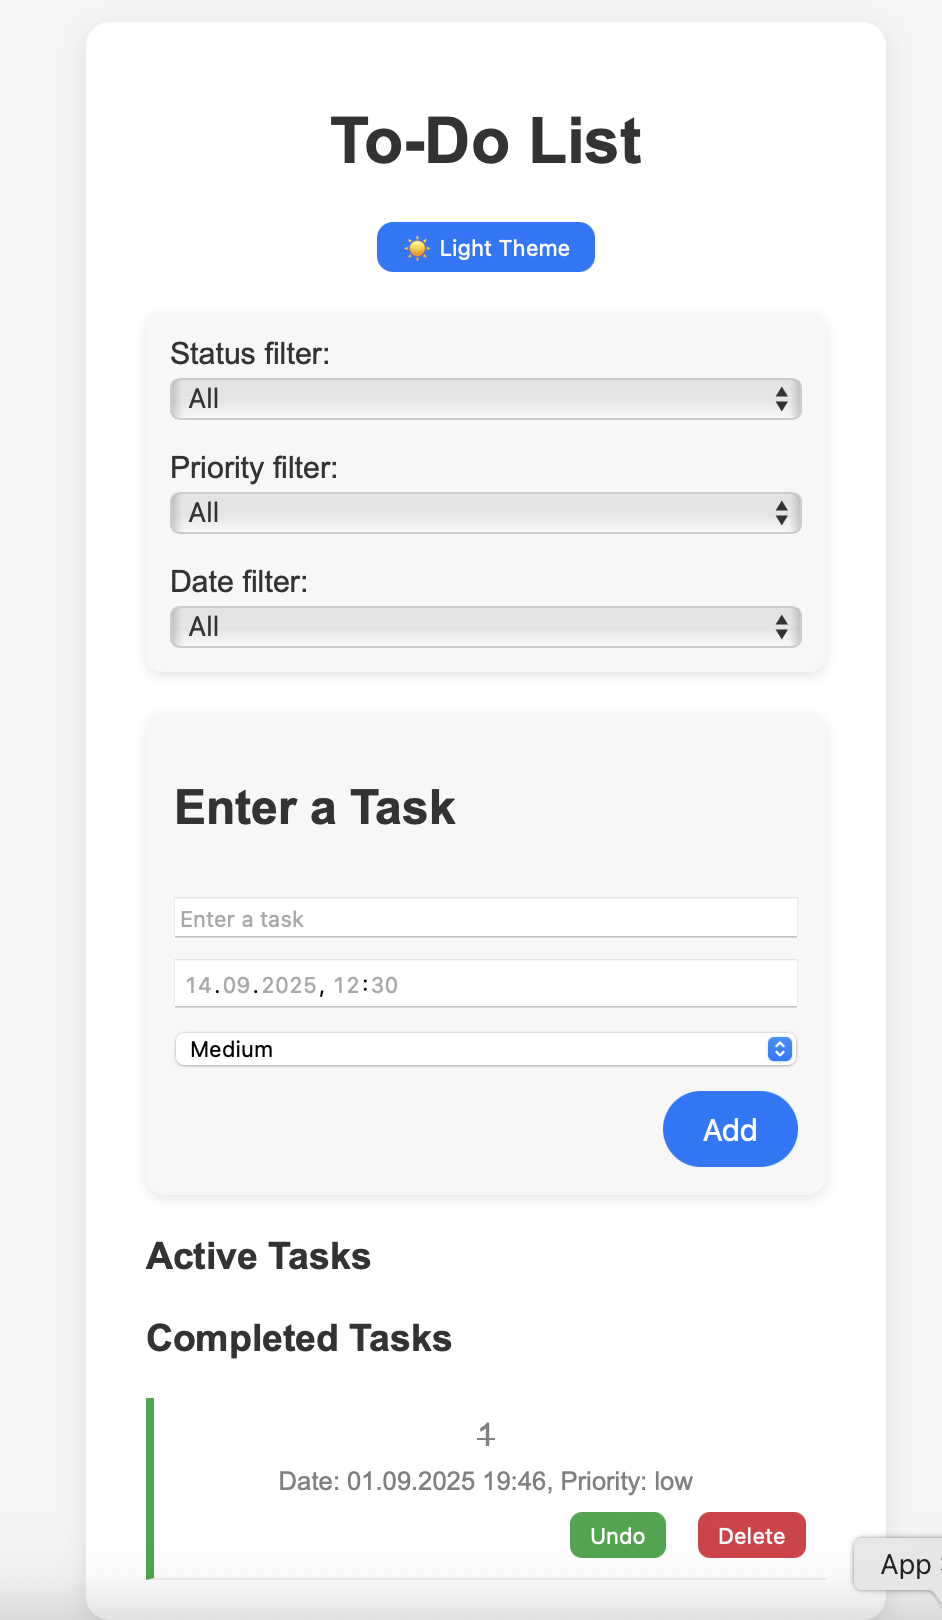 To-Do List
☀️ Light Theme
Status filter:
All
Priority filter:
All
Date filter:
All
Enter a Task
Enter a task
14.09.2025, 12:30
Medium
Add
Active Tasks
Completed Tasks
1
Date: 01.09.2025 19:46, Priority: low
Undo Delete
App